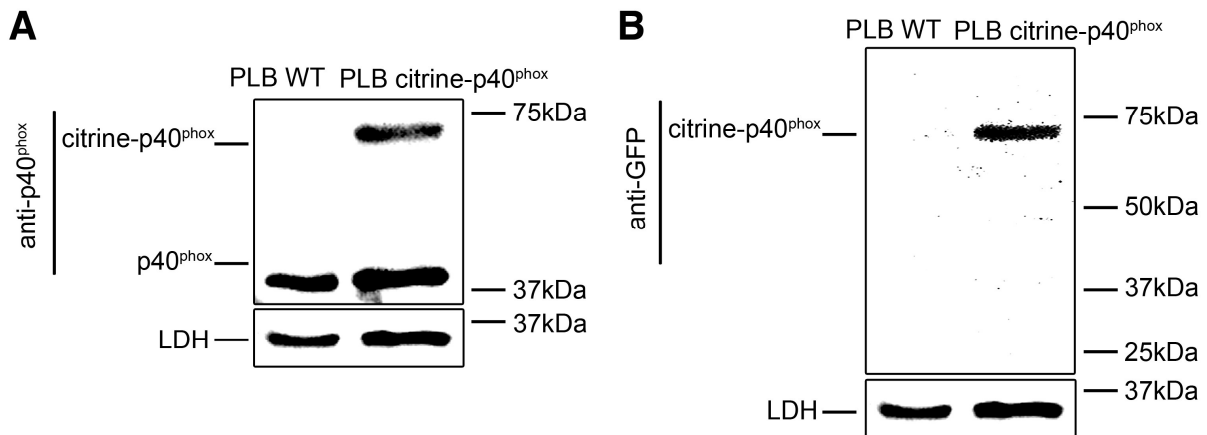 A
PLB WT PLB citrine-p40phox
anti-p40phox
citrine-p40phox
75kDa
p40phox
37kDa
LDH
37kDa
B
PLB WT PLB citrine-p40phox
anti-GFP
citrine-p40phox
75kDa
50kDa
37kDa
25kDa
LDH
37kDa